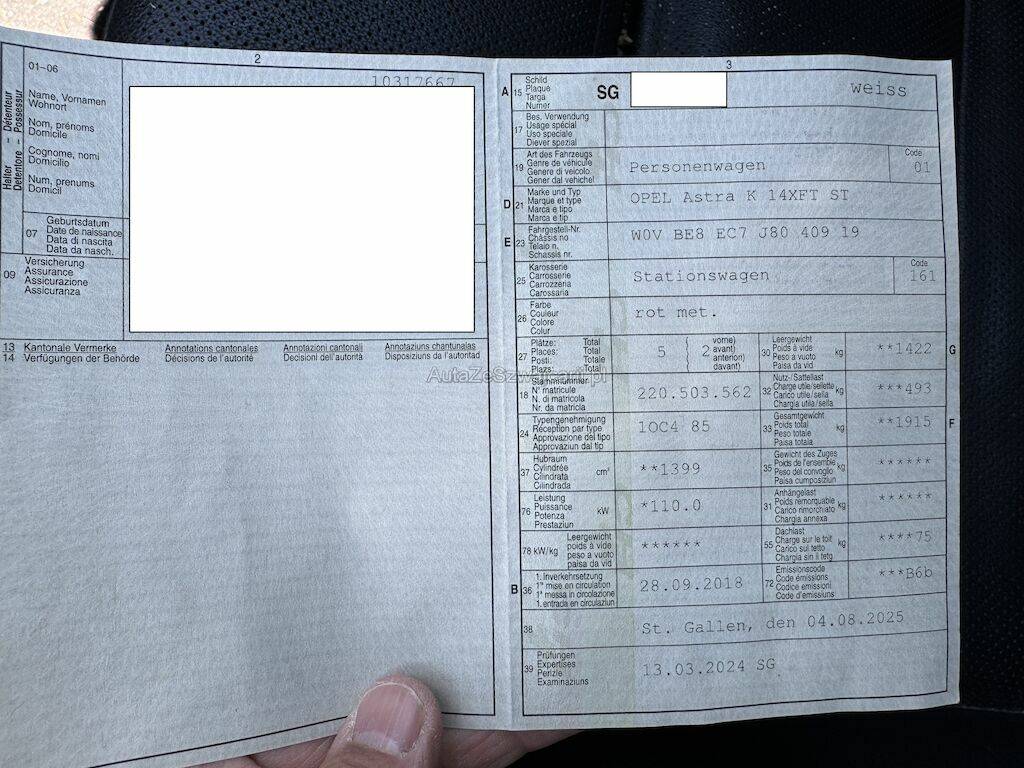 2
10317667
01-06
Name, Vornamen
Wohnort
Nom, prénoms
Domicile
Cognome, nomi
Domicilio
Num, prenums
Domicil
Halter Détenteur
Detentore Possessur
07
Geburtsdatum
Date de naissance
Data di nascita
Data da nasch.
09
Versicherung
Assurance
Assicurazione
Assicuranza
13 Kantonale Vermerke
14 Verfügungen der Behörde
Annotations cantonales
Décisions de l'autorité
Annotazioni cantonali
Decisioni dell'autorità
Annotaziuns chantunalas
Disposiziuns da l'autoritad
AutaZeSzwajcarii.pl
3
A 15
Schild
Plaque
Targa
Numer
SG
weiss
17
Bes. Verwendung
Usage spécial
Uso speciale
Diever spezial
19
Art des Fahrzeugs
Genre de véhicule
Genere di veicolo
Gener dal vehichel
Personenwagen
Code
01
D 21
Marke und Typ
Marque et type
Marca e tipo
Marca e tip
OPEL Astra K 14XFT ST
E 23
Fahrgestell-Nr.
Châssis no
Telaio n.
Schassis nr.
W0V BE8 EC7 J80 409 19
25
Karosserie
Carrosserie
Carrozzeria
Carossaria
Stationswagen
Code
161
26
Farbe
Couleur
Colore
Colur
rot met.
27
Plätze: Total
Places: Total
Posti: Totale
Plazs: Total
5
( 2 vorne)
avant)
anterion)
davant)
30
Leergewicht
Poids à vide
Peso a vuoto
Paisa da vid
kg
**1422
G
18
Stammnummer
N° matricule
N. di matricola
Nr. da matricla
220.503.562
32
Nutz-/Sattellast
Charge utile/sellette
Carico utile/sella
Chargia utila/sella
kg
***493
24
Typengenehmigung
Réception par type
Approvazione del tipo
Approvaziun dal tip
1OC4 85
33
Gesamtgewicht
Poids total
Peso totale
Paisa totala
kg
**1915
F
37
Hubraum
Cylindrée
Cilindrata
Cilindrada
cm³
**1399
35
Gewicht des Zuges
Poids de l'ensemble
Peso del convoglio
Paisa cumposiziun
kg
******
76
Leistung
Puissance
Potenza
Prestaziun
kW
*110.0
31
Anhängelast
Poids remorquable
Carico rimorchiato
Chargia annexa
kg
******
78 kW/kg
Leergewicht
poids à vide
peso a vuoto
paisa da vid
******
55
Dachlast
Charge sur le toit
Carico sul tetto
Chargia sin il tetg
kg
****75
B 36
1. Inverkehrsetzung
1re mise en circulation
1a messa in circolazione
1. entrada en circulaziun
28.09.2018
72
Emissionscode
Code émissions
Codice emissioni
Code d'emissiuns
***B6b
38
St. Gallen, den 04.08.2025
39
Prüfungen
Expertises
Perizie
Examinaziuns
13.03.2024 SG